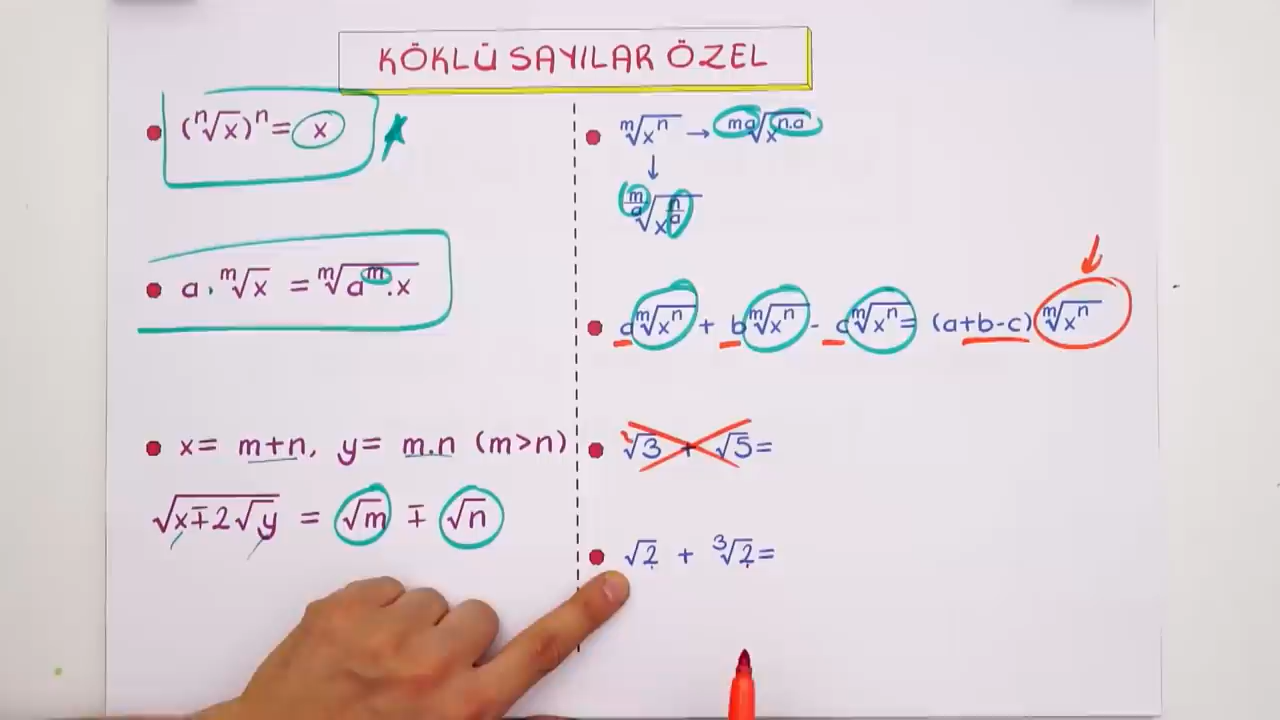 KÖKLÜ SAYILAR ÖZEL
• (ⁿ√x)ⁿ = x
• a · ᵐ√x = ᵐ√(aᵐ.x)
• x = m+n, y = m.n (m>n)
√(x∓2√y) = √m ∓ √n
• ᵐ√(xⁿ) → ᵐᵃ√(xⁿ·ᵃ)
↓
ᵐ/ᵃ√(xⁿ/ᵃ)
• a ᵐ√(xⁿ) + b ᵐ√(xⁿ) - c ᵐ√(xⁿ) = (a+b-c) ᵐ√(xⁿ)
• √3 + √5 =
• √2 + ³√2 =